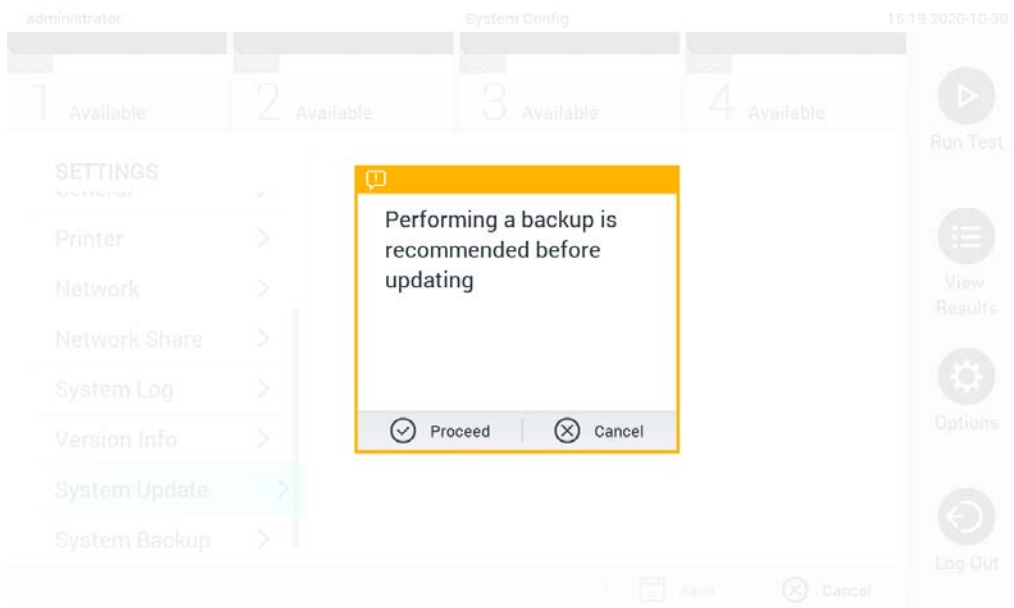 administrator
System Config
15:19 2020-10-30
1 Available
2 Available
3 Available
4 Available
Run Test
SETTINGS
General
Printer
Network
Network Share
System Log
Version Info
System Update
System Backup
Performing a backup is
recommended before
updating
Proceed
Cancel
View
Results
Options
Log Out
Save
Cancel